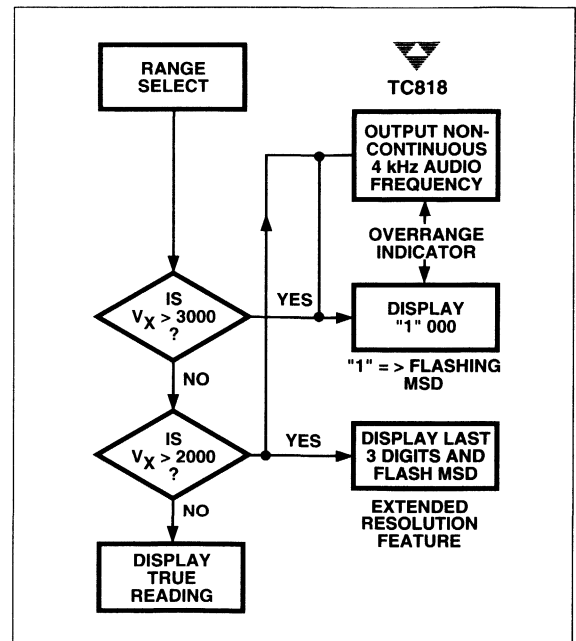 RANGE
SELECT
TC818
OUTPUT NON-
CONTINUOUS
4 kHz AUDIO
FREQUENCY
OVERRANGE
INDICATOR
IS
VX > 3000
?
YES
DISPLAY
"1" 000
"1" = > FLASHING
MSD
NO
IS
VX > 2000
?
YES
DISPLAY LAST
3 DIGITS AND
FLASH MSD
EXTENDED
RESOLUTION
FEATURE
NO
DISPLAY
TRUE
READING